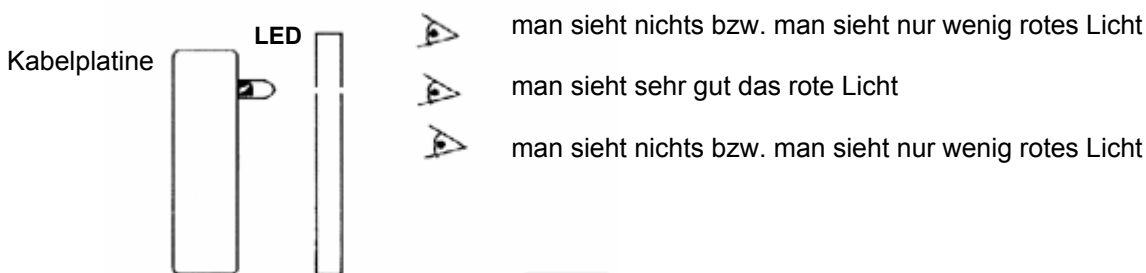 man sieht nichts bzw. man sieht nur wenig rotes Licht
LED
Kabelplatine
man sieht sehr gut das rote Licht
man sieht nichts bzw. man sieht nur wenig rotes Licht